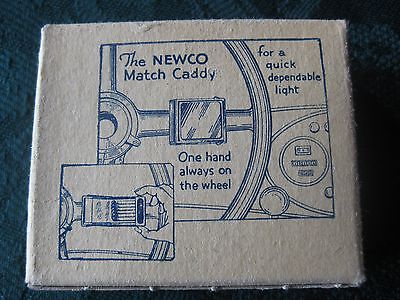 The NEWCO
Match Caddy
for a
quick
dependable
light
One hand
always on
the wheel